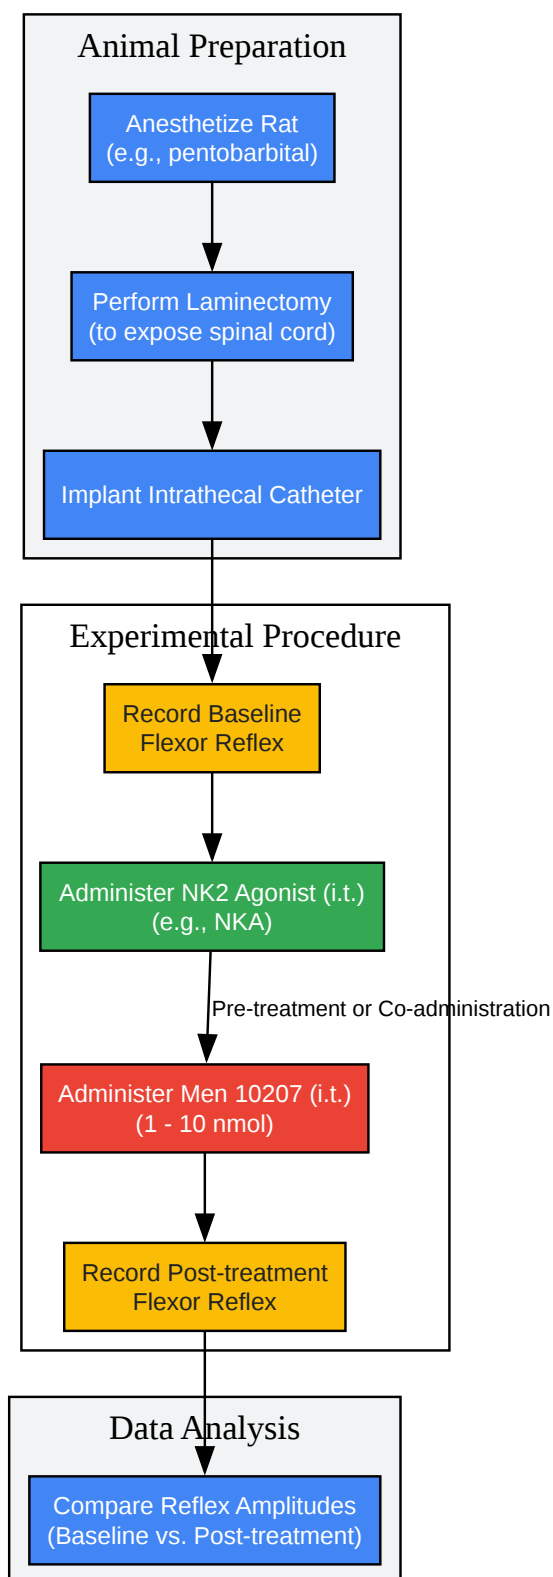 Animal Preparation
Anesthetize Rat
(e.g., pentobarbital)
Perform Laminectomy
(to expose spinal cord)
Implant Intrathecal Catheter
Experimental Procedure
Record Baseline
Flexor Reflex
Administer NK2 Agonist (i.t.)
(e.g., NKA)
Pre-treatment or Co-administration
Administer Men 10207 (i.t.)
(1 - 10 nmol)
Record Post-treatment
Flexor Reflex
Data Analysis
Compare Reflex Amplitudes
(Baseline vs. Post-treatment)